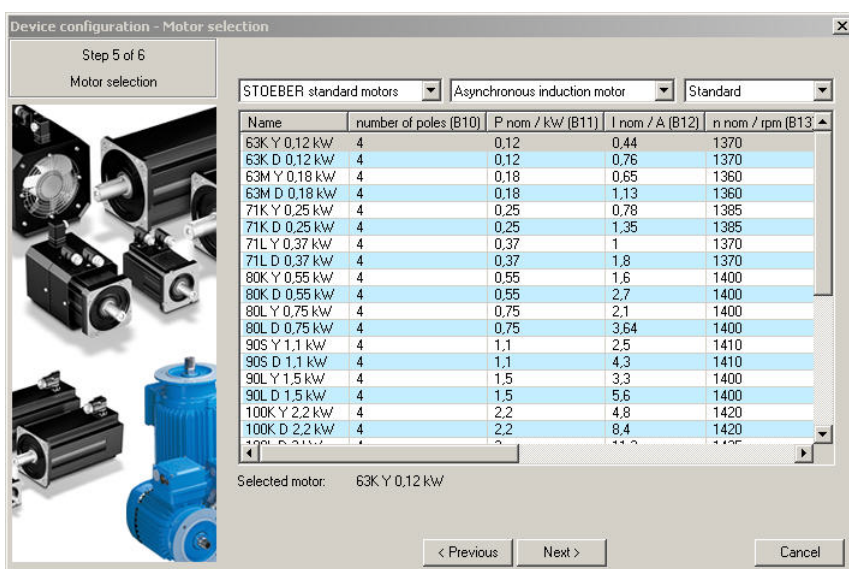 Device configuration - Motor selection
Step 5 of 6
Motor selection
STOEBER standard motors Asynchronous induction motor Standard
Name number of poles (B10) P nom / kW (B11) I nom / A (B12) n nom / rpm (B13)
63K Y 0,12 kW 4 0,12 0,44 1370
63K D 0,12 kW 4 0,12 0,76 1370
63M Y 0,18 kW 4 0,18 0,65 1360
63M D 0,18 kW 4 0,18 1,13 1360
71K Y 0,25 kW 4 0,25 0,78 1385
71K D 0,25 kW 4 0,25 1,35 1385
71L Y 0,37 kW 4 0,37 1 1370
71L D 0,37 kW 4 0,37 1,8 1370
80K Y 0,55 kW 4 0,55 1,6 1400
80K D 0,55 kW 4 0,55 2,7 1400
80L Y 0,75 kW 4 0,75 2,1 1400
80L D 0,75 kW 4 0,75 3,64 1400
90S Y 1,1 kW 4 1,1 2,5 1410
90S D 1,1 kW 4 1,1 4,3 1410
90L Y 1,5 kW 4 1,5 3,3 1400
90L D 1,5 kW 4 1,5 5,6 1400
100K Y 2,2 kW 4 2,2 4,8 1420
100K D 2,2 kW 4 2,2 8,4 1420
Selected motor: 63K Y 0,12 kW
< Previous Next > Cancel